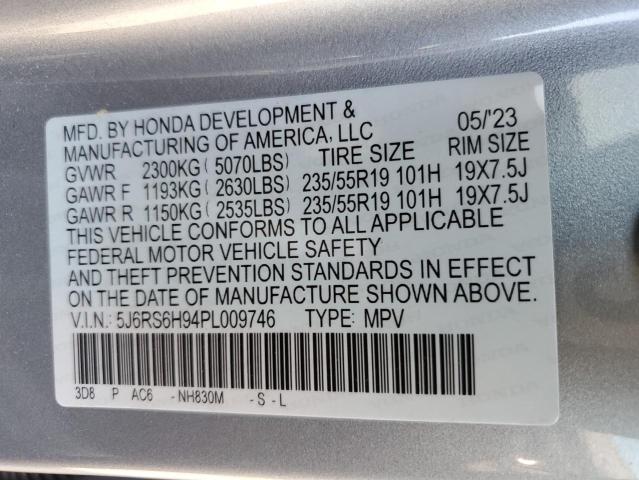 MFD. BY HONDA DEVELOPMENT & 05/'23
MANUFACTURING OF AMERICA, LLC
GVWR 2300KG(5070LBS) TIRE SIZE RIM SIZE
GAWR F 1193KG(2630LBS) 235/55R19 101H 19X7.5J
GAWR R 1150KG(2535LBS) 235/55R19 101H 19X7.5J
THIS VEHICLE CONFORMS TO ALL APPLICABLE
FEDERAL MOTOR VEHICLE SAFETY
AND THEFT PREVENTION STANDARDS IN EFFECT
ON THE DATE OF MANUFACTURE SHOWN ABOVE.
V.I.N.: 5J6RS6H94PL009746 TYPE: MPV
3D8 P AC6 -NH830M -S-L